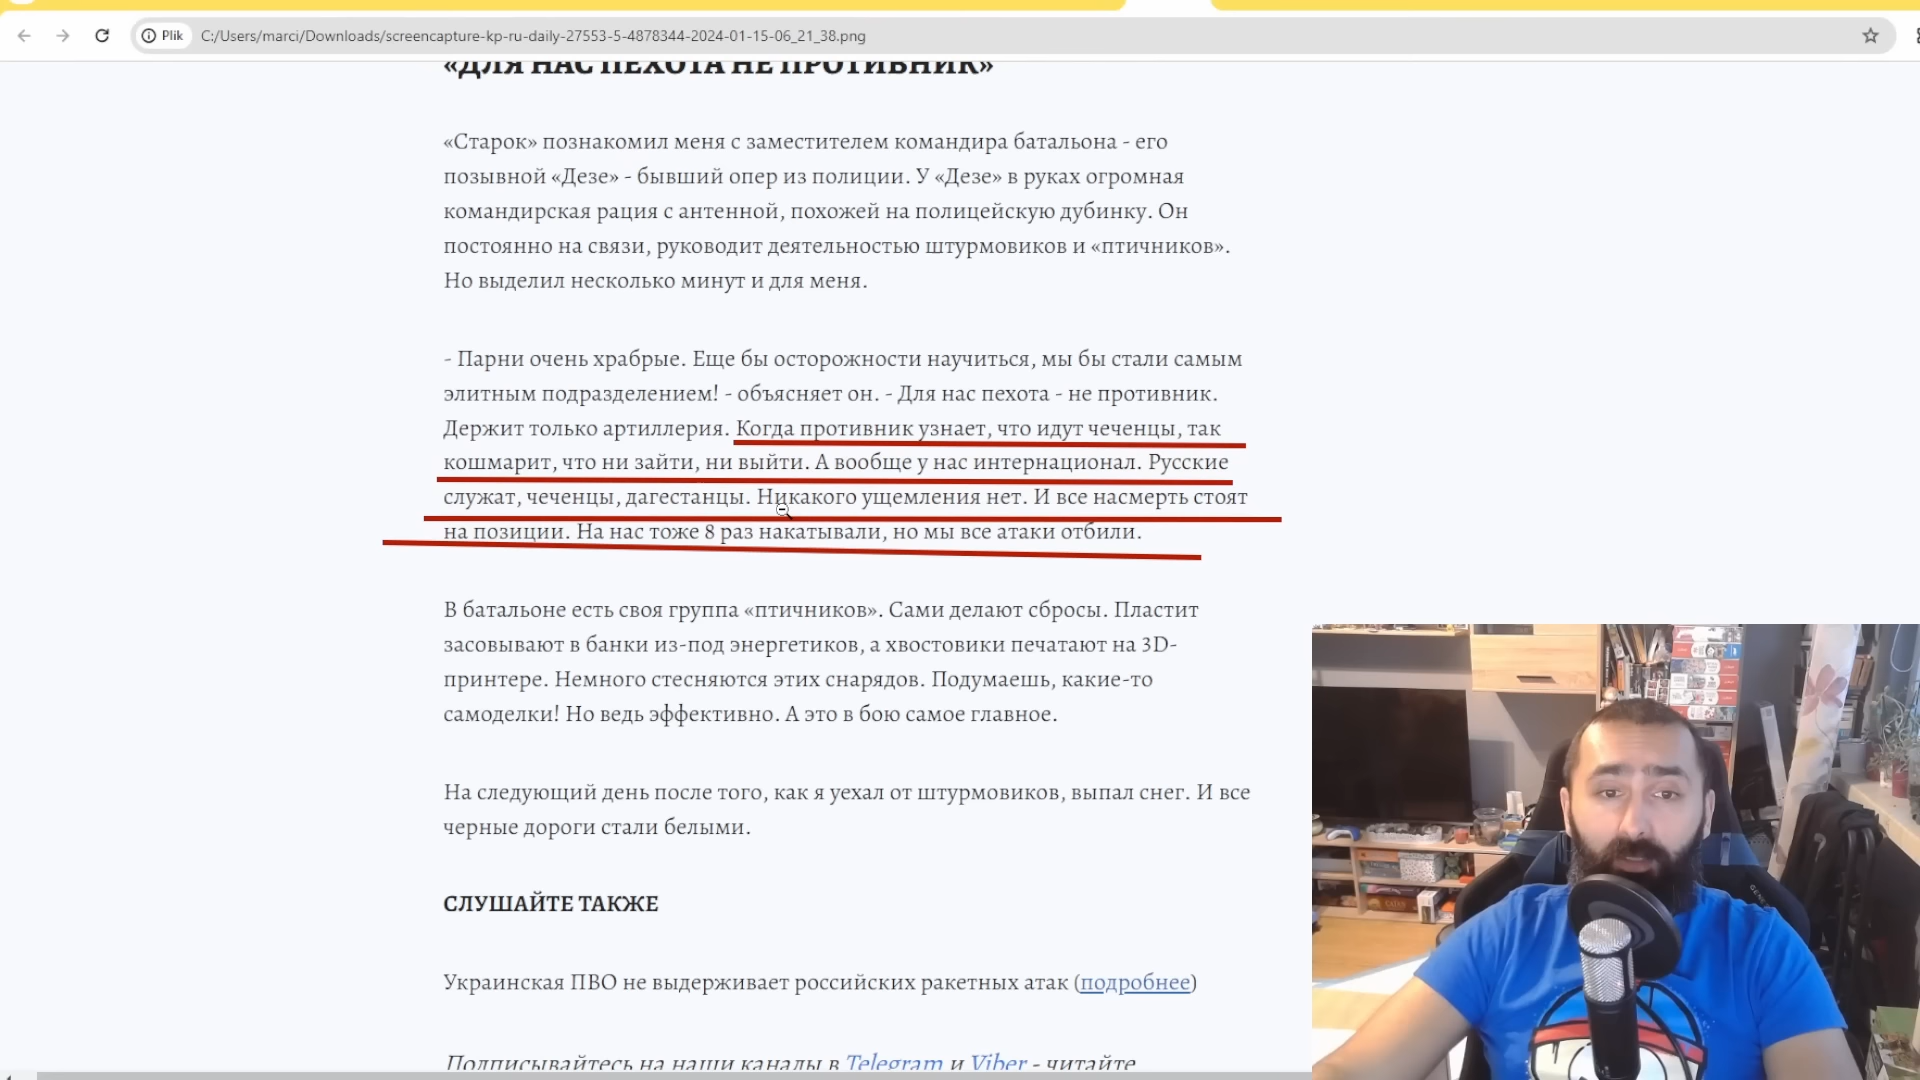 Plik
C:/Users/marci/Downloads/screencapture-kp-ru-daily-27553-5-4878344-2024-01-15-06_21_38.png
«ДЛЯ НАС ПЕХОТА НЕ ПРОТИВНИК»
«Старок» познакомил меня с заместителем командира батальона - его
позывной «Дезе» - бывший опер из полиции. У «Дезе» в руках огромная
командирская рация с антенной, похожей на полицейскую дубинку. Он
постоянно на связи, руководит деятельностью штурмовиков и «птичников».
Но выделил несколько минут и для меня.
- Парни очень храбрые. Еще бы осторожности научиться, мы бы стали самым
элитным подразделением! - объясняет он. - Для нас пехота - не противник.
Держит только артиллерия. Когда противник узнает, что идут чеченцы, так
кошмарит, что ни зайти, ни выйти. А вообще у нас интернационал. Русские
служат, чеченцы, дагестанцы. Никакого ущемления нет. И все насмерть стоят
на позиции. На нас тоже 8 раз накатывали, но мы все атаки отбили.
В батальоне есть своя группа «птичников». Сами делают сбросы. Пластит
засовывают в банки из-под энергетиков, а хвостовики печатают на 3D-
принтере. Немного стесняются этих снарядов. Подумаешь, какие-то
самоделки! Но ведь эффективно. А это в бою самое главное.
На следующий день после того, как я уехал от штурмовиков, выпал снег. И все
черные дороги стали белыми.
СЛУШАЙТЕ ТАКЖЕ
Украинская ПВО не выдерживает российских ракетных атак (подробнее)
Подписывайтесь на наши каналы в Telegram и Viber - читайте